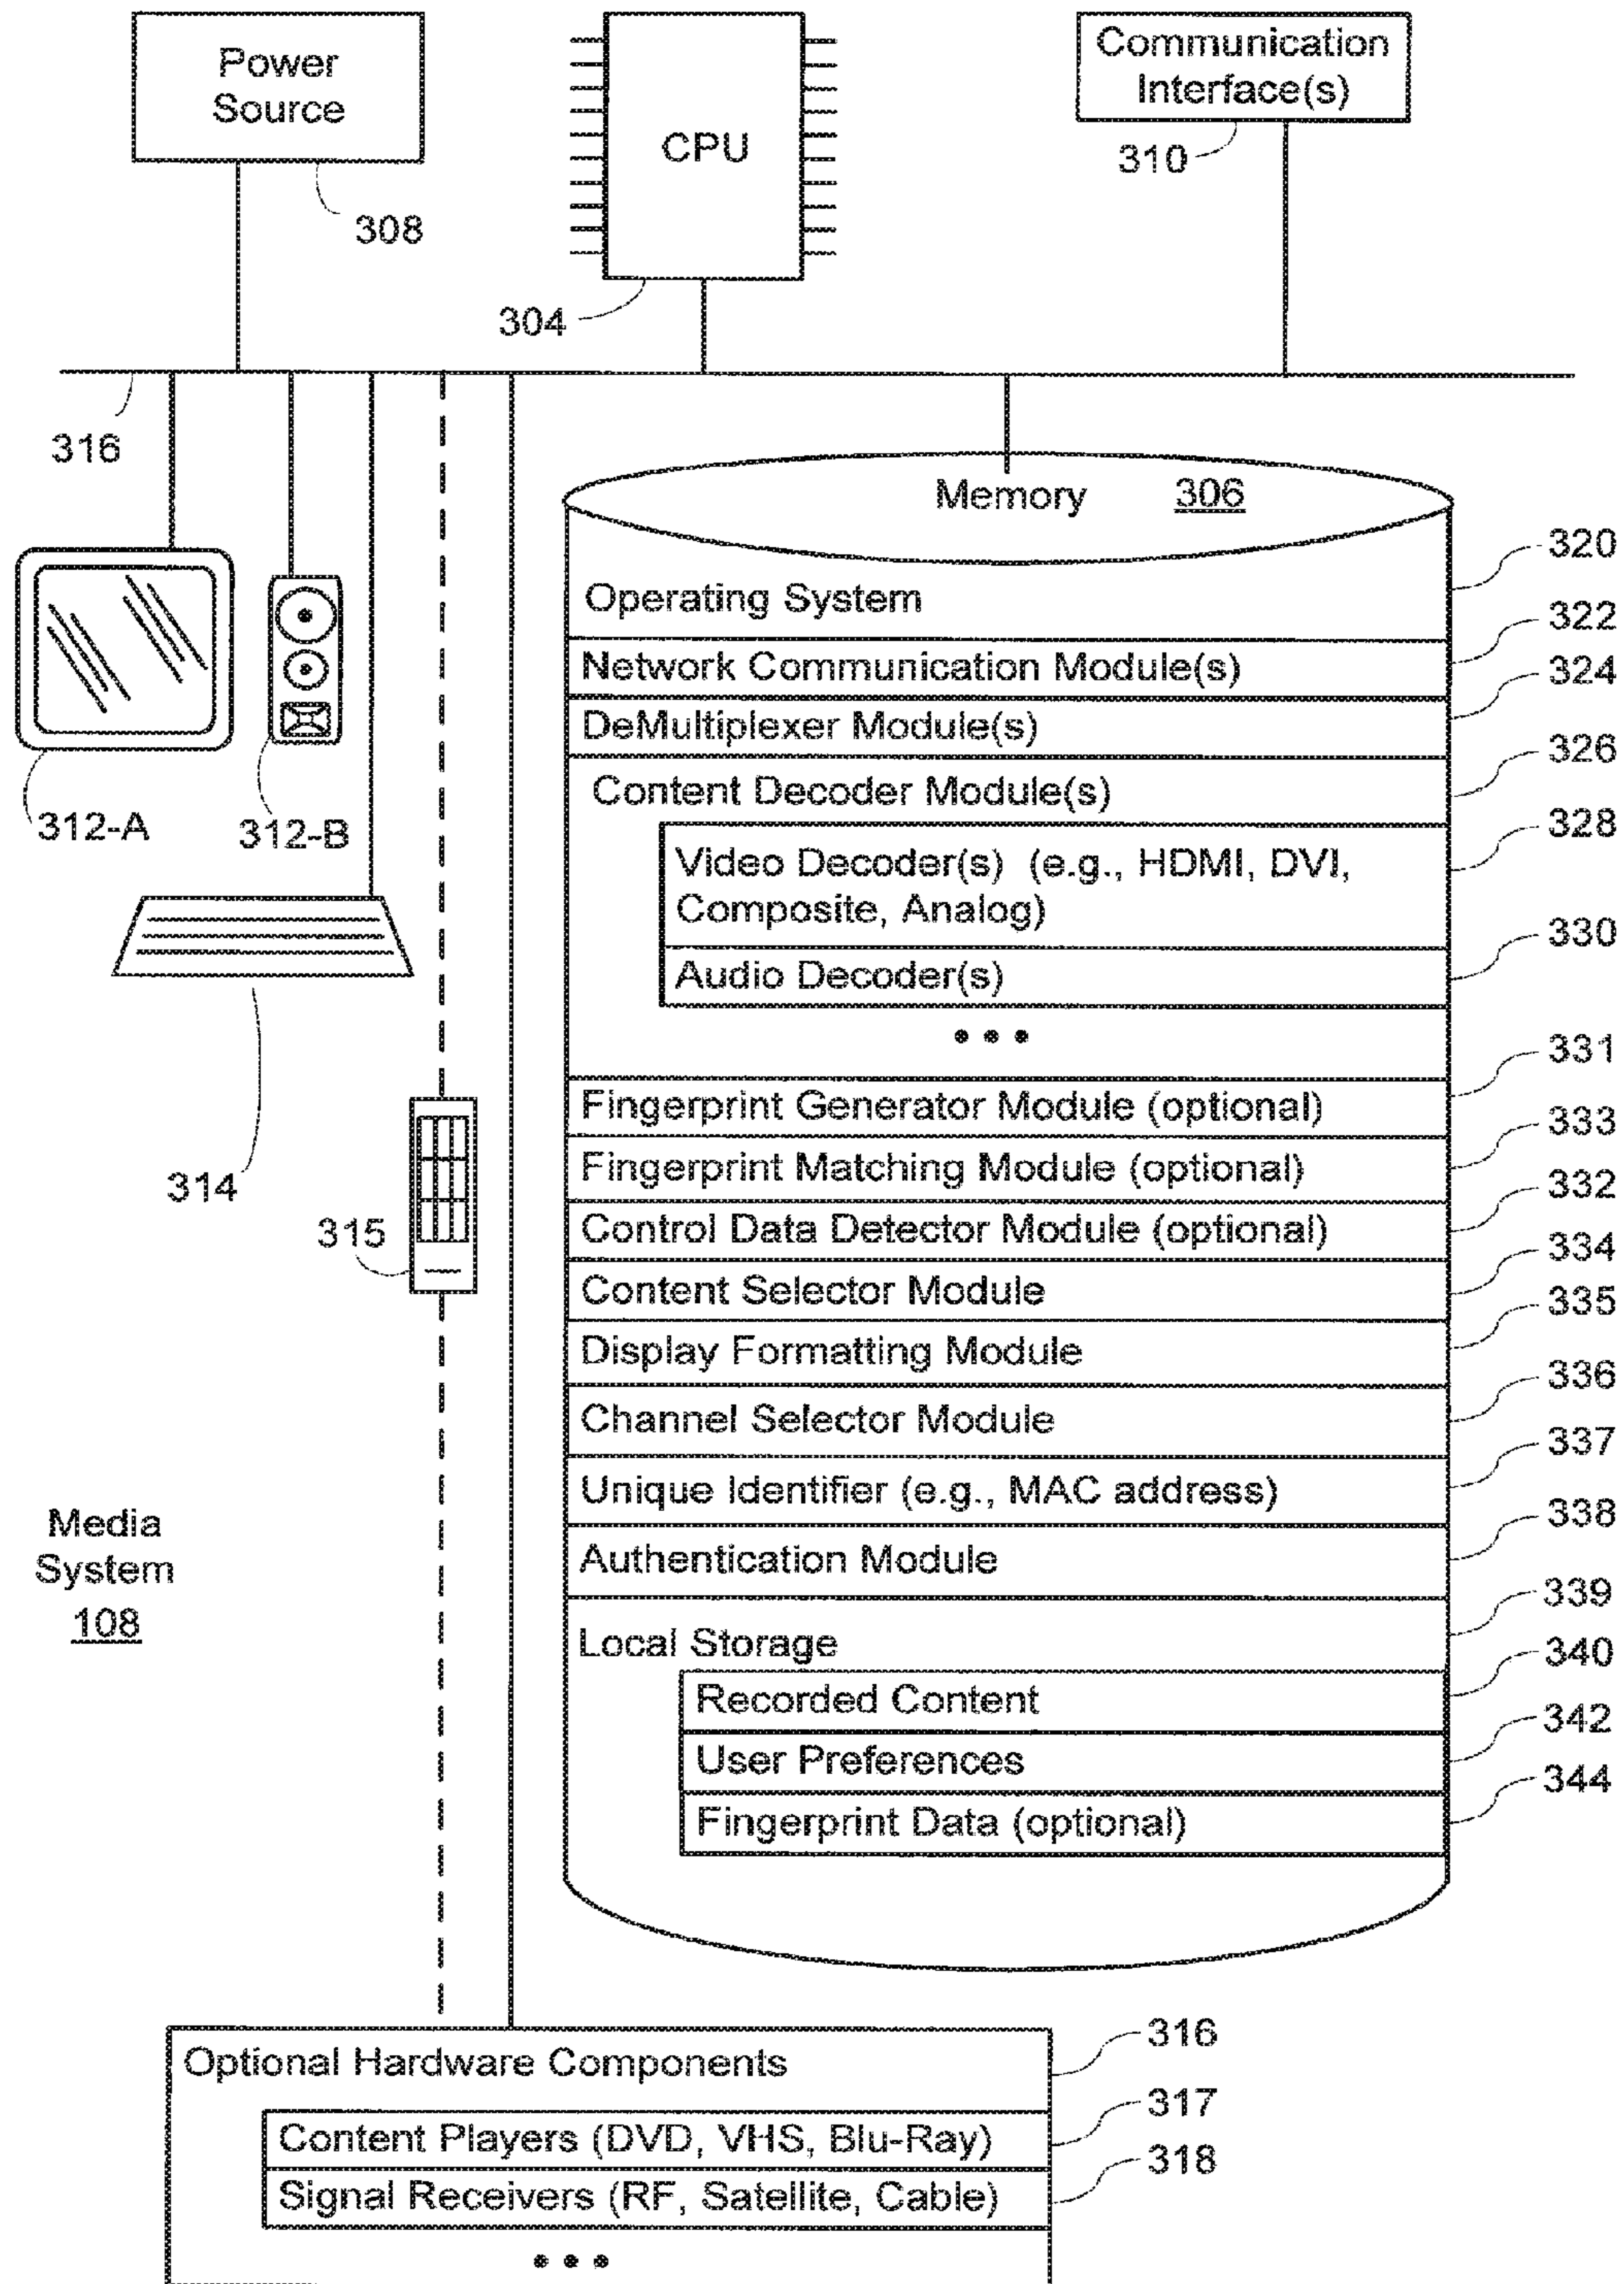 Power
Source
308
CPU
304
Communication
Interface(s)
310
316
312-A
312-B
314
315
Memory 306
Operating System
320
Network Communication Module(s)
322
DeMultiplexer Module(s)
324
Content Decoder Module(s)
326
Video Decoder(s) (e.g., HDMI, DVI,
Composite, Analog)
328
Audio Decoder(s)
330
• • •
Fingerprint Generator Module (optional)
331
Fingerprint Matching Module (optional)
333
Control Data Detector Module (optional)
332
Content Selector Module
334
Display Formatting Module
335
Channel Selector Module
336
Unique Identifier (e.g., MAC address)
337
Authentication Module
338
Local Storage
339
Recorded Content
340
User Preferences
342
Fingerprint Data (optional)
344
Media
System
108
Optional Hardware Components
316
Content Players (DVD, VHS, Blu-Ray)
317
Signal Receivers (RF, Satellite, Cable)
318
• • •